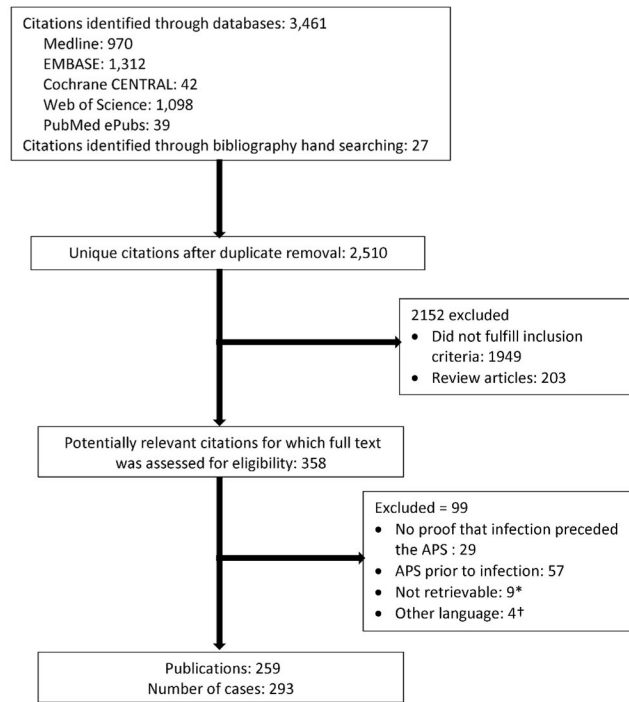 Citations identified through databases: 3,461
Medline: 970
EMBASE: 1,312
Cochrane CENTRAL: 42
Web of Science: 1,098
PubMed ePubs: 39
Citations identified through bibliography hand searching: 27
Unique citations after duplicate removal: 2,510
2152 excluded
• Did not fulfill inclusion
criteria: 1949
• Review articles: 203
Potentially relevant citations for which full text
was assessed for eligibility: 358
Excluded = 99
• No proof that infection preceded
the APS : 29
• APS prior to infection: 57
• Not retrievable: 9*
• Other language: 4†
Publications: 259
Number of cases: 293